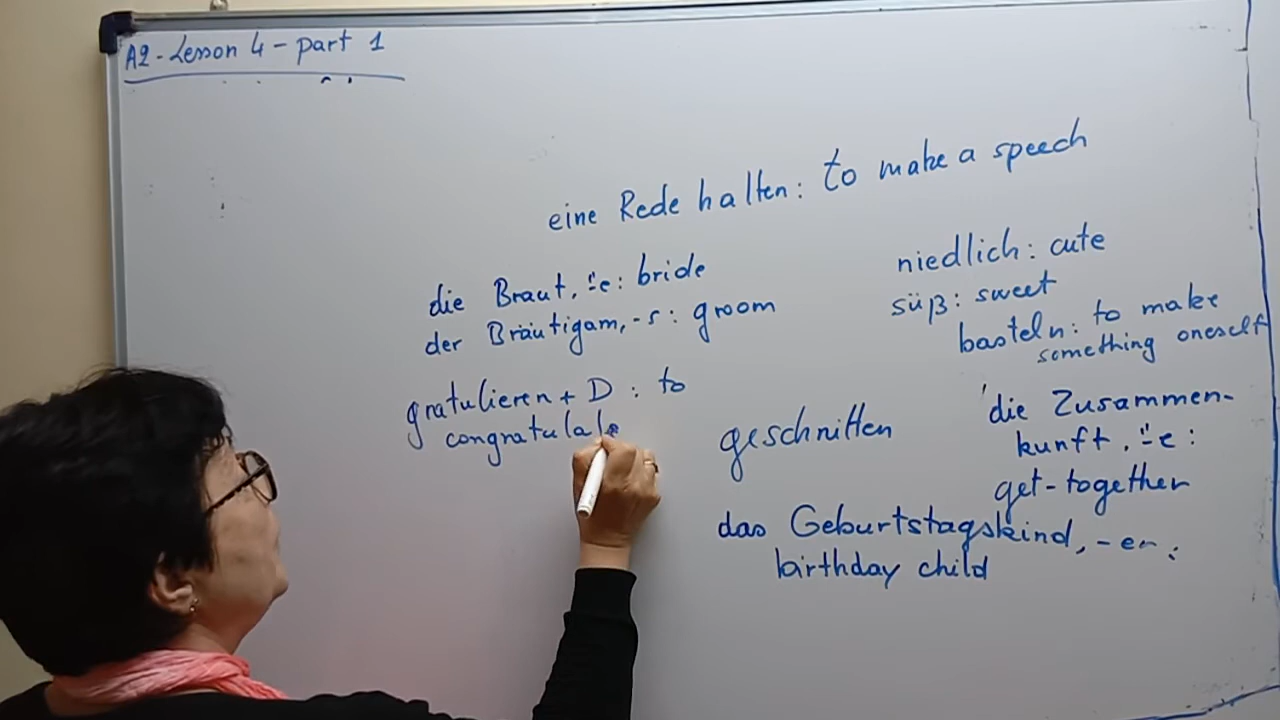 A2 - Lesson 4 - part 1
eine Rede halten: to make a speech
die Braut, ⸚e: bride
der Bräutigam, -s: groom
gratulieren + D : to
congratulate
niedlich: cute
süß: sweet
basteln: to make
something oneself
geschnitten
die Zusammen-
kunft, ⸚e:
get-together
das Geburtstagskind, -er:
birthday child